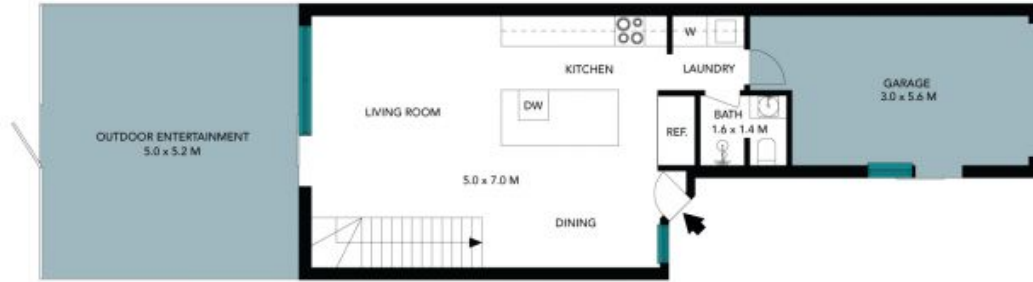 KITCHEN
W
LAUNDRY
GARAGE
3.0 x 5.6 M
LIVING ROOM
DW
REF.
BATH
1.6 x 1.4 M
OUTDOOR ENTERTAINMENT
5.0 x 5.2 M
5.0 x 7.0 M
DINING